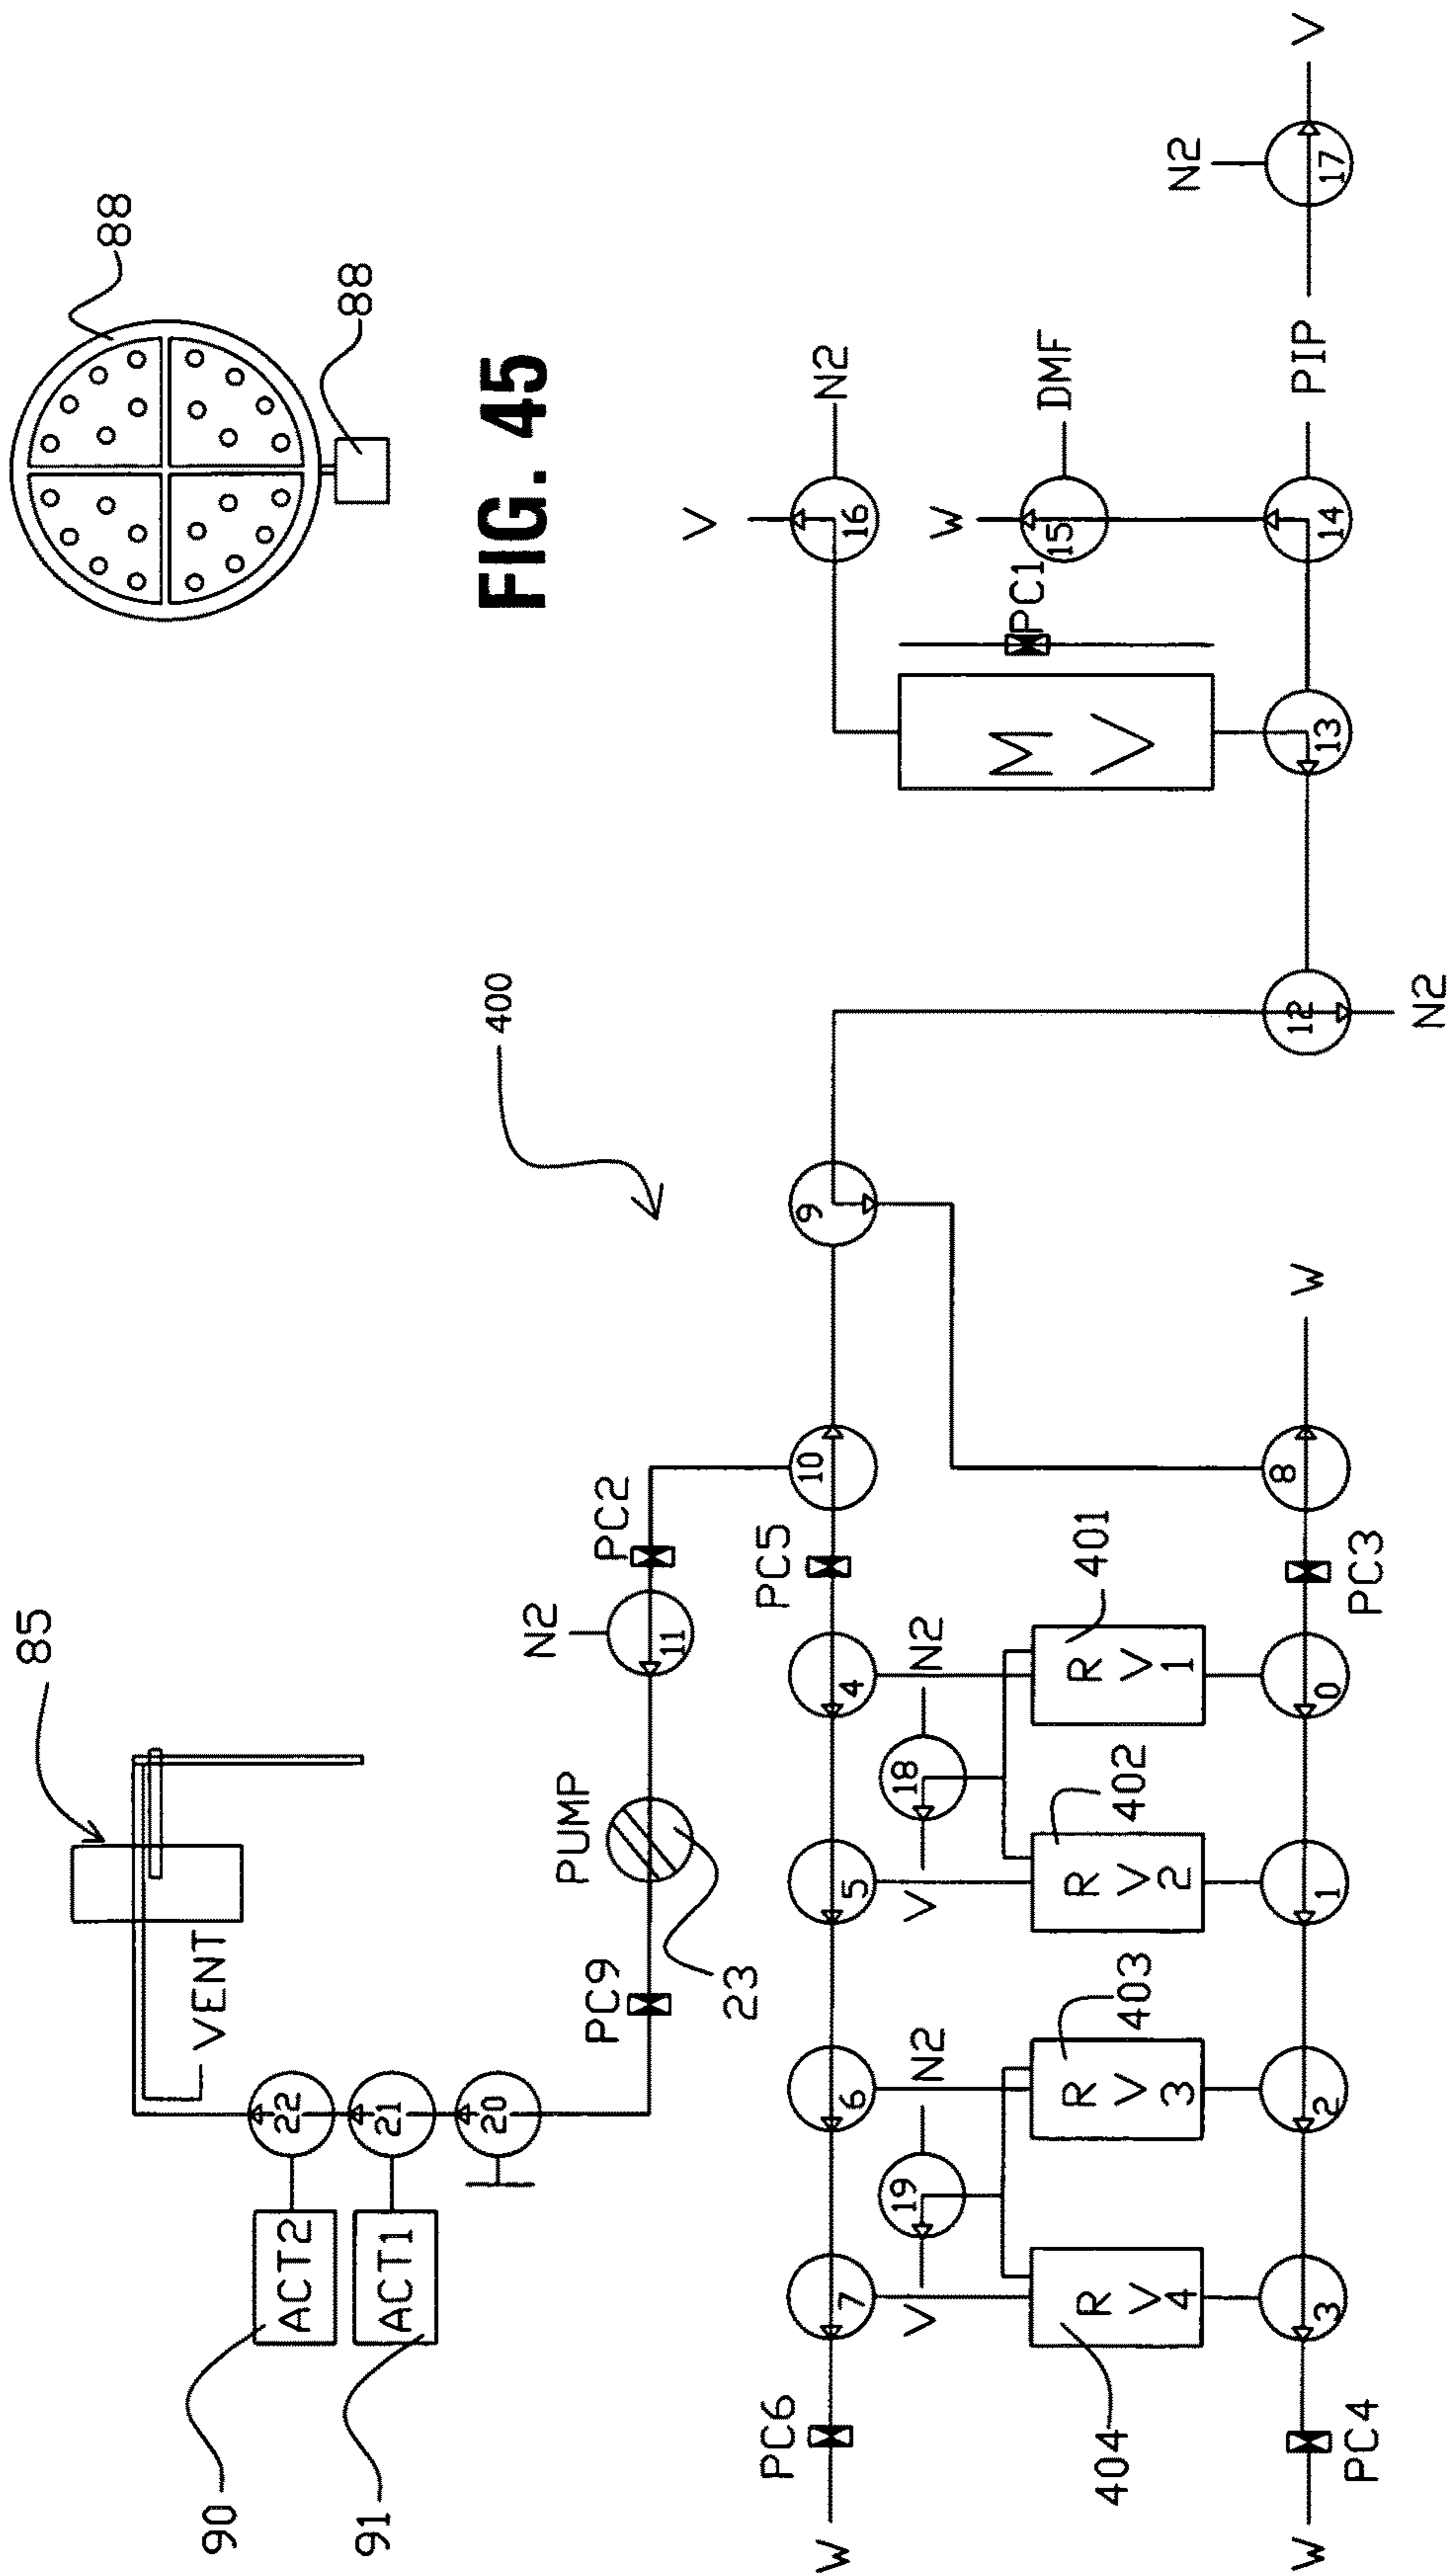 88
88
FIG. 45
85
VENT
90
ACT2
22
91
ACT1
21
20
PC9
PUMP
23
N2
11
PC2
400
W
PC6
7
6
5
4
PC5
10
9
V
19
N2
V
18
N2
404
R V 4
403
R V 3
402
R V 2
401
R V 1
W
PC4
3
2
1
0
PC3
8
W
12
N2
V
16
N2
M V
PC1
W
15
DMF
13
14
PIP
N2
17
V